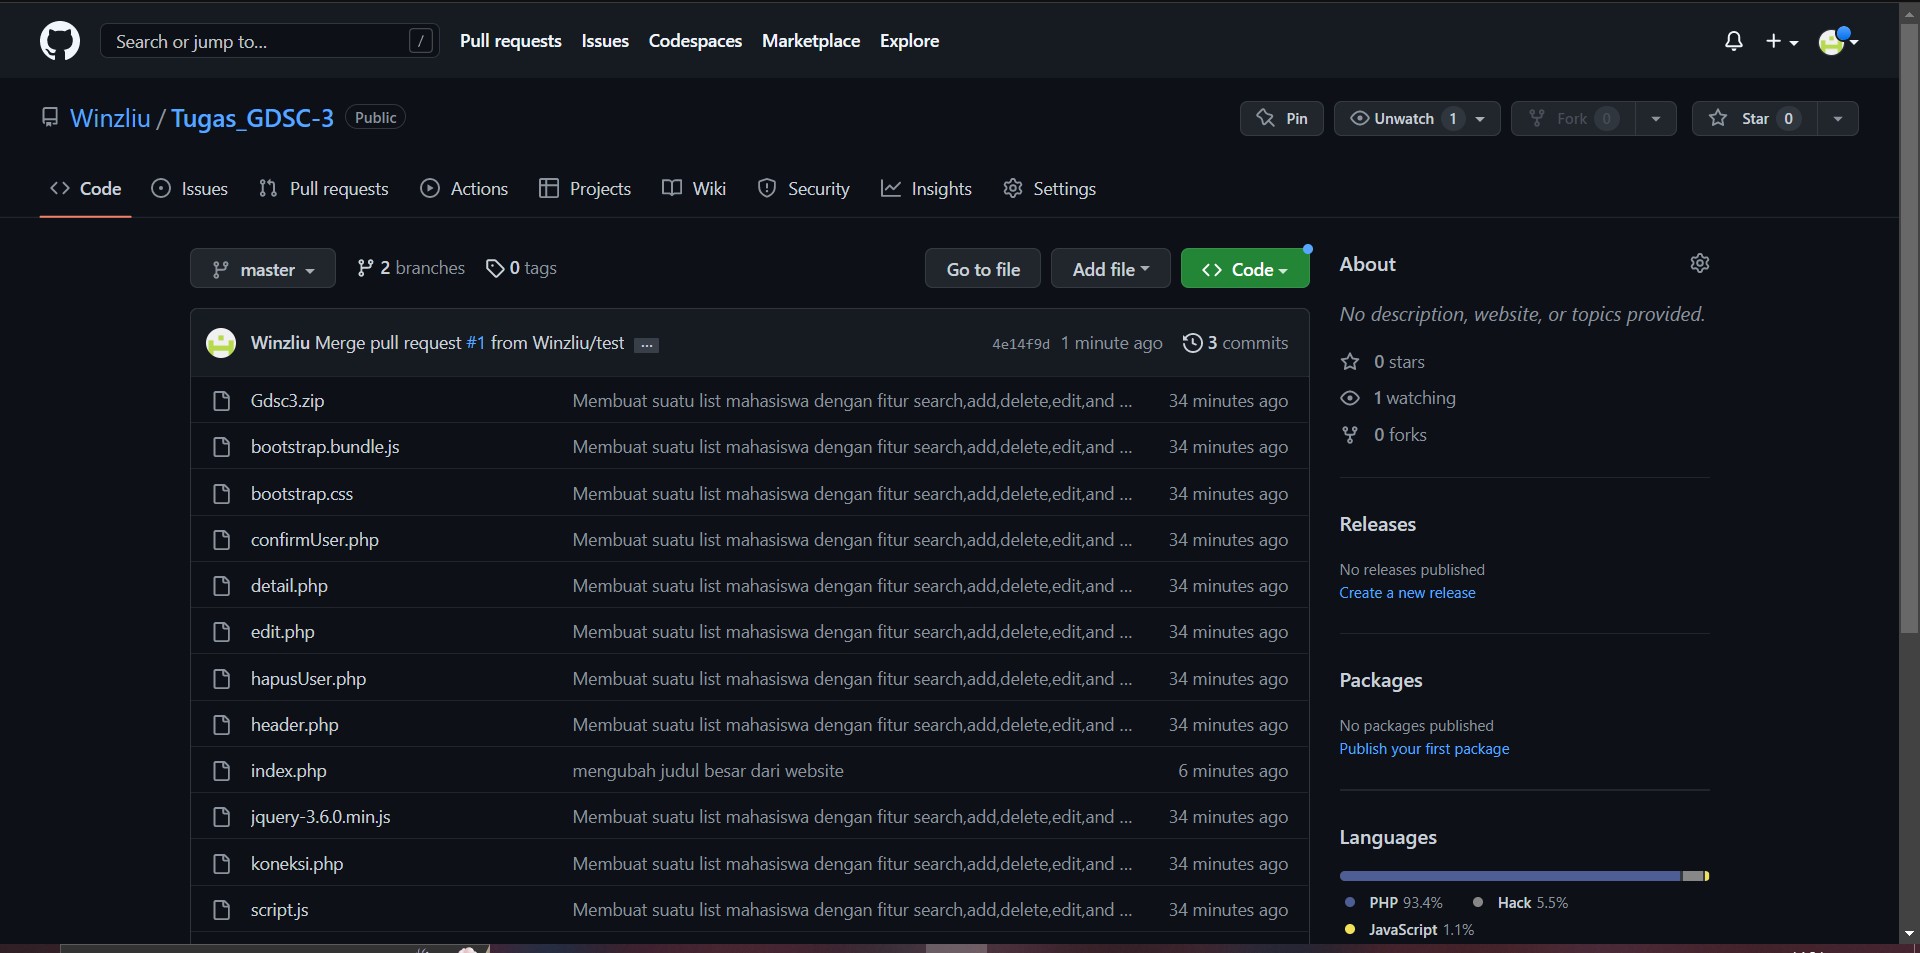 Search or jump to...
/
Pull requests
Issues
Codespaces
Marketplace
Explore
Winzliu / Tugas_GDSC-3
Public
Pin
Unwatch 1
Fork 0
Star 0
Code
Issues
Pull requests
Actions
Projects
Wiki
Security
Insights
Settings
master
2 branches
0 tags
Go to file
Add file
Code
Winzliu Merge pull request #1 from Winzliu/test ...
4e14f9d 1 minute ago
3 commits
Gdsc3.zip Membuat suatu list mahasiswa dengan fitur search,add,delete,edit,and ... 34 minutes ago
bootstrap.bundle.js Membuat suatu list mahasiswa dengan fitur search,add,delete,edit,and ... 34 minutes ago
bootstrap.css Membuat suatu list mahasiswa dengan fitur search,add,delete,edit,and ... 34 minutes ago
confirmUser.php Membuat suatu list mahasiswa dengan fitur search,add,delete,edit,and ... 34 minutes ago
detail.php Membuat suatu list mahasiswa dengan fitur search,add,delete,edit,and ... 34 minutes ago
edit.php Membuat suatu list mahasiswa dengan fitur search,add,delete,edit,and ... 34 minutes ago
hapusUser.php Membuat suatu list mahasiswa dengan fitur search,add,delete,edit,and ... 34 minutes ago
header.php Membuat suatu list mahasiswa dengan fitur search,add,delete,edit,and ... 34 minutes ago
index.php mengubah judul besar dari website 6 minutes ago
jquery-3.6.0.min.js Membuat suatu list mahasiswa dengan fitur search,add,delete,edit,and ... 34 minutes ago
koneksi.php Membuat suatu list mahasiswa dengan fitur search,add,delete,edit,and ... 34 minutes ago
script.js Membuat suatu list mahasiswa dengan fitur search,add,delete,edit,and ... 34 minutes ago
About
No description, website, or topics provided.
0 stars
1 watching
0 forks
Releases
No releases published
Create a new release
Packages
No packages published
Publish your first package
Languages
PHP 93.4%
Hack 5.5%
JavaScript 1.1%